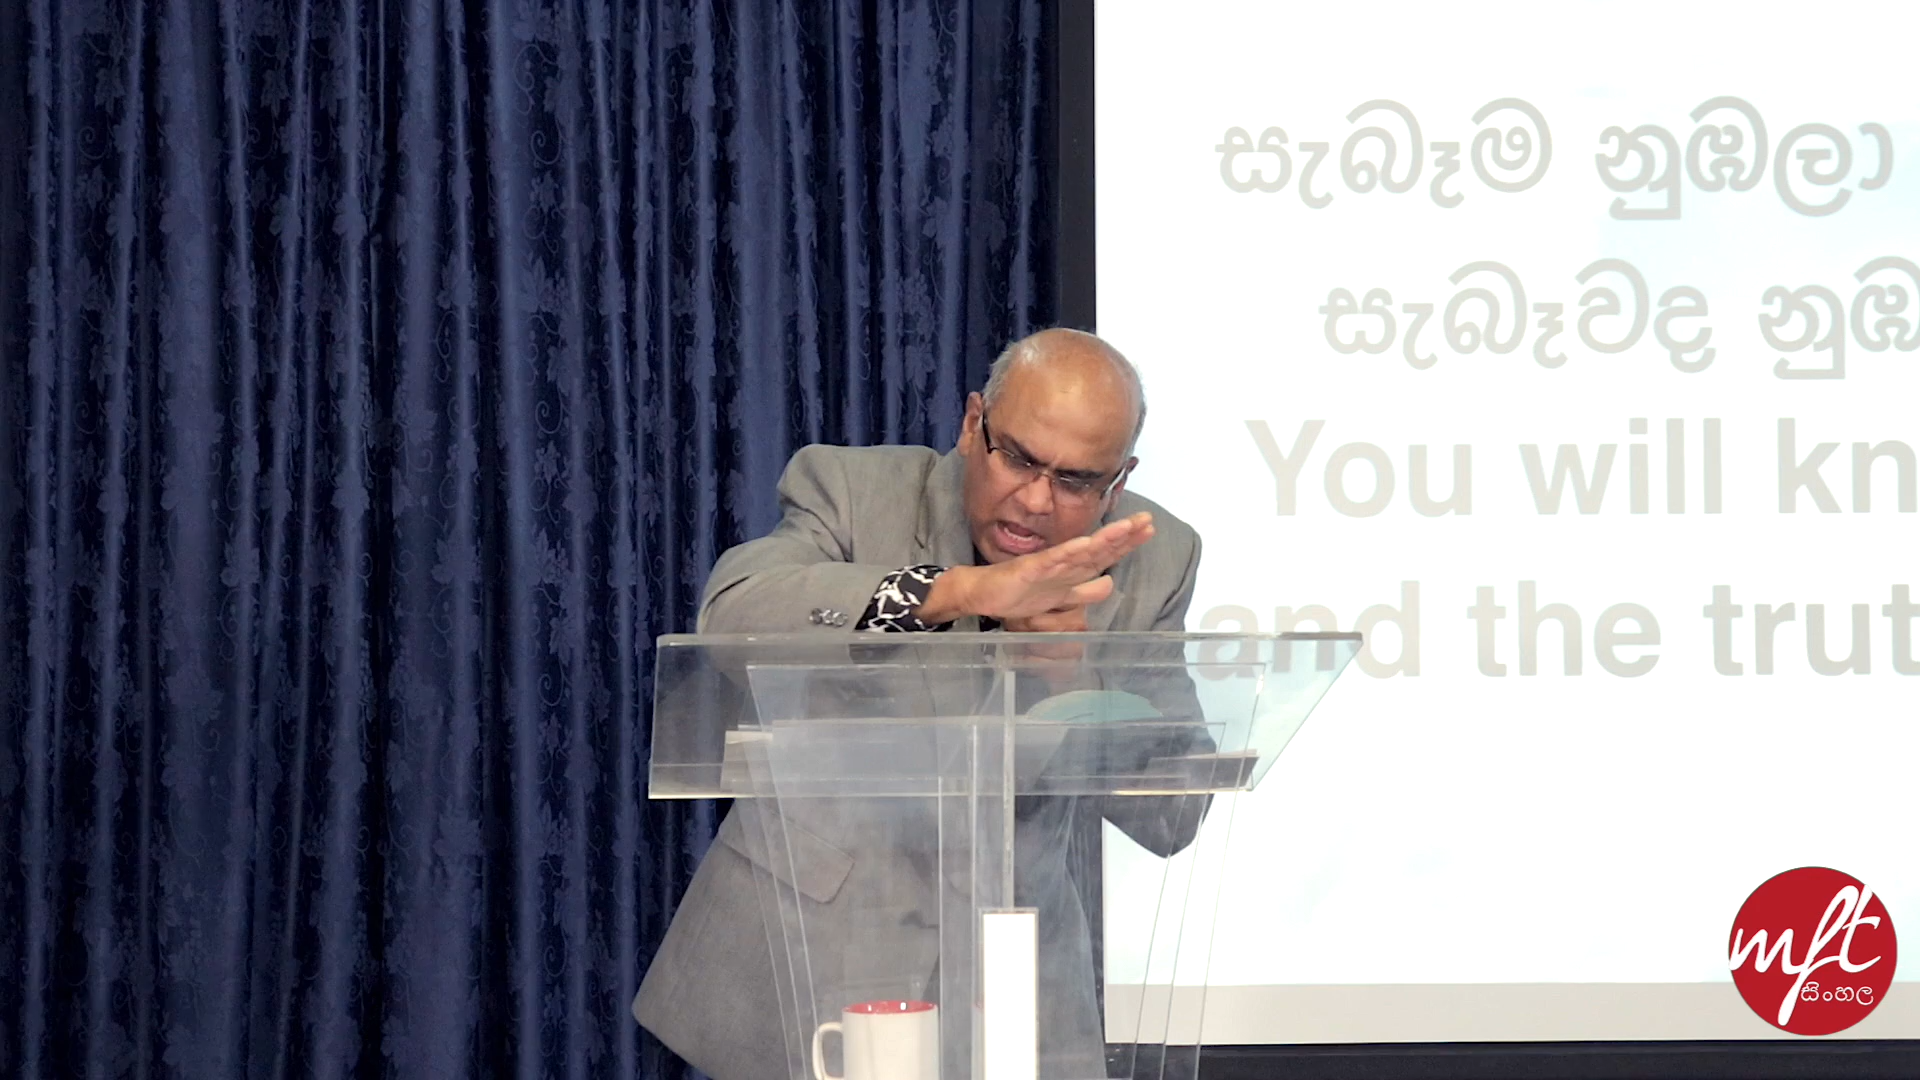 සැබෑම නුඹලා
සැබෑවද නුඹ
You will kn
and the trut
mft
සිංහල